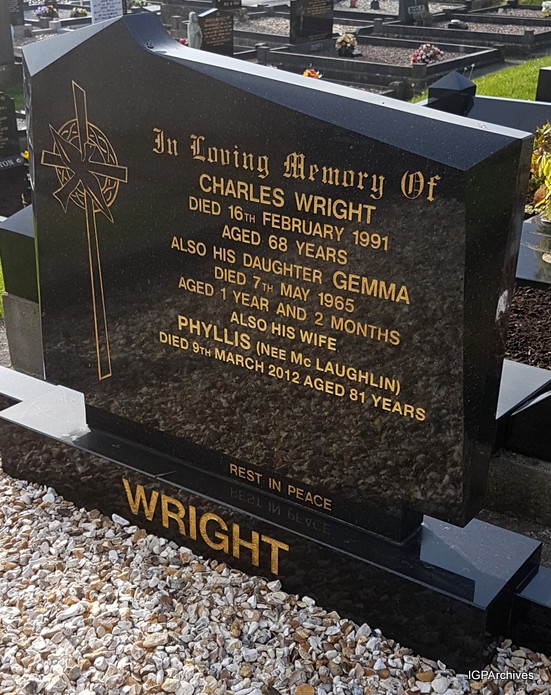 In Loving Memory Of
CHARLES WRIGHT
DIED 16TH FEBRUARY 1991
AGED 68 YEARS
ALSO HIS DAUGHTER GEMMA
DIED 7TH MAY 1965
AGED 1 YEAR AND 2 MONTHS
ALSO HIS WIFE
PHYLLIS (NEE Mc LAUGHLIN)
DIED 9TH MARCH 2012 AGED 81 YEARS
REST IN PEACE
WRIGHT
IGPArchives